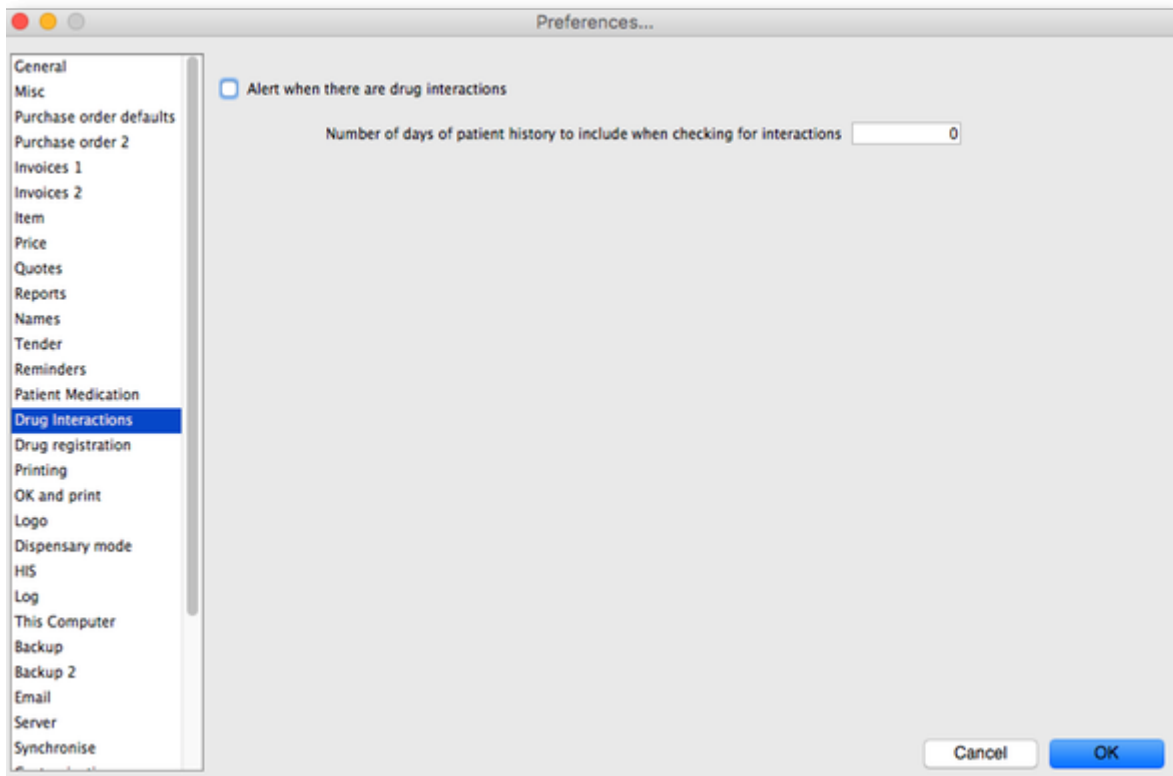 Preferences...
General
Misc
Purchase order defaults
Purchase order 2
Invoices 1
Invoices 2
Item
Price
Quotes
Reports
Names
Tender
Reminders
Patient Medication
Drug Interactions
Drug registration
Printing
OK and print
Logo
Dispensary mode
HIS
Log
This Computer
Backup
Backup 2
Email
Server
Synchronise
Alert when there are drug interactions
Number of days of patient history to include when checking for interactions 0
Cancel OK